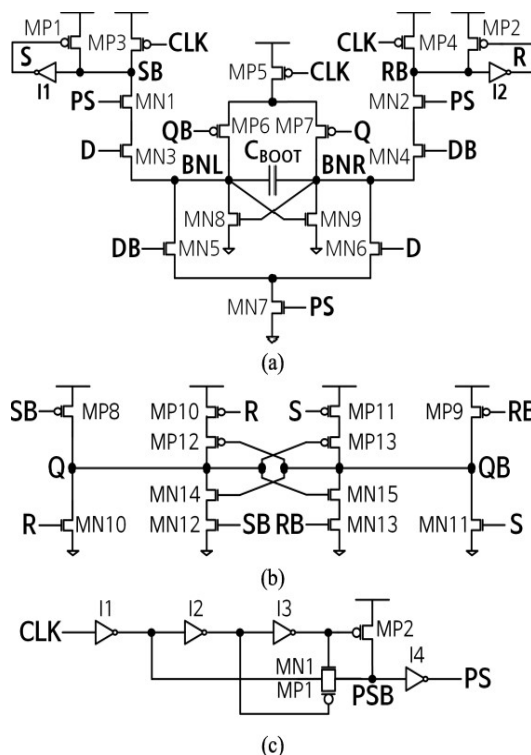 MP1 MP3 CLK CLK MP4 MP2
S SB MP5 CLK RB R
I1 I2
PS MN1 QB MP6 MP7 Q MN2 PS
D MN3 C_BOOT MN4 DB
BNL BNR
MN8 MN9
DB MN5 MN6 D
MN7 PS
(a)
SB MP8 MP10 R S MP11 MP9 RB
MP12 MP13
Q QB
MN14 MN15
R MN10 MN12 SB RB MN13 MN11 S
(b)
I1 I2 I3
CLK MP2
MN1 I4
MP1 PSB PS
(c)